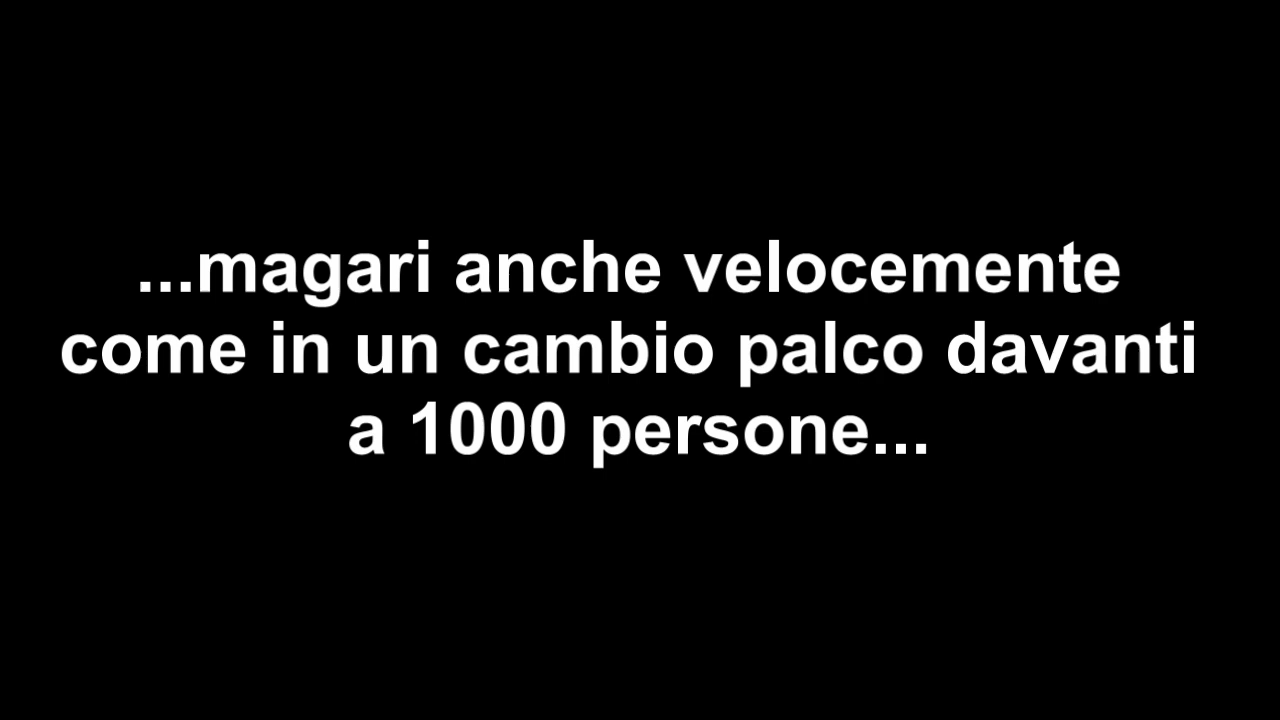 ...magari anche velocemente
come in un cambio palco davanti
a 1000 persone...